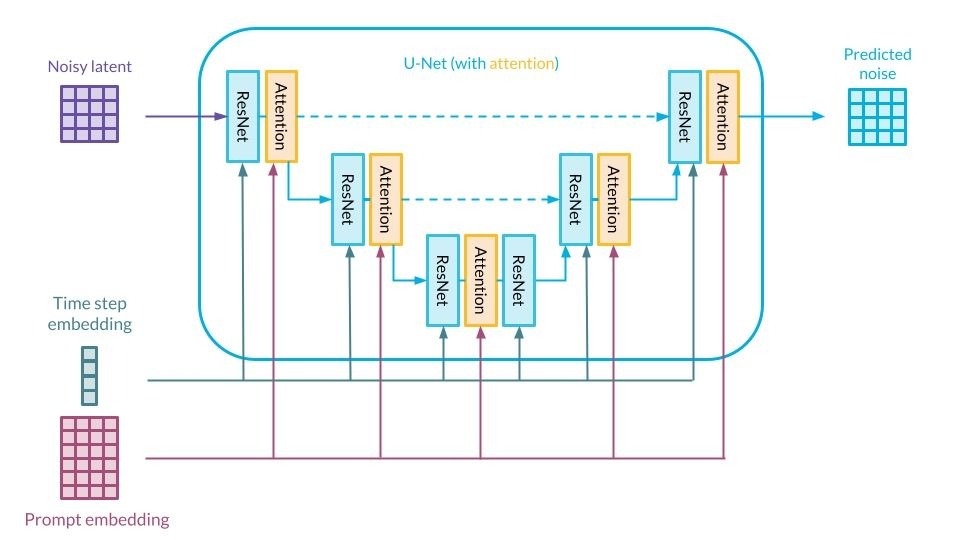 U-Net (with attention)
Noisy latent
Predicted
noise
ResNet
Attention
ResNet
Attention
ResNet
Attention
ResNet
Attention
ResNet
Attention
ResNet
Time step
embedding
Prompt embedding